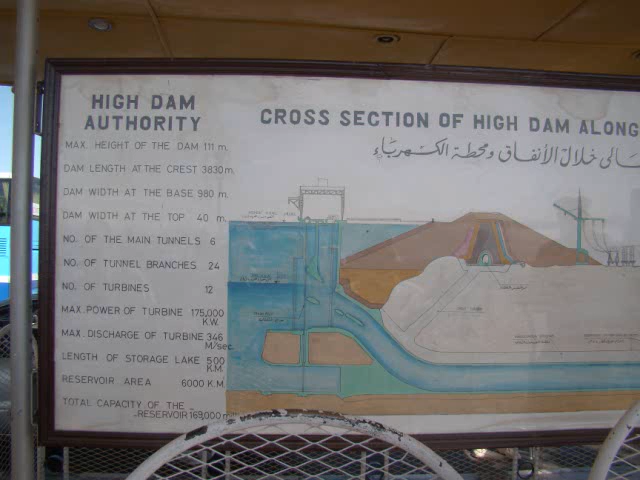 HIGH DAM
AUTHORITY
MAX. HEIGHT OF THE DAM 111 m.
DAM LENGTH AT THE CREST 3830m.
DAM WIDTH AT THE BASE 980 m.
DAM WIDTH AT THE TOP 40 m.
NO. OF THE MAIN TUNNELS 6
NO. OF TUNNEL BRANCHES 24
NO. OF TURBINES 12
MAX. POWER OF TURBINE 175,000
K.W.
MAX. DISCHARGE OF TURBINE 346
M/sec.
LENGTH OF STORAGE LAKE 500
K.M.
RESERVOIR AREA 6000 K.M.
TOTAL CAPACITY OF THE
RESERVOIR 169,000 m
CROSS SECTION OF HIGH DAM ALONG
خلال الأنفاق ومحطة الكهرباء